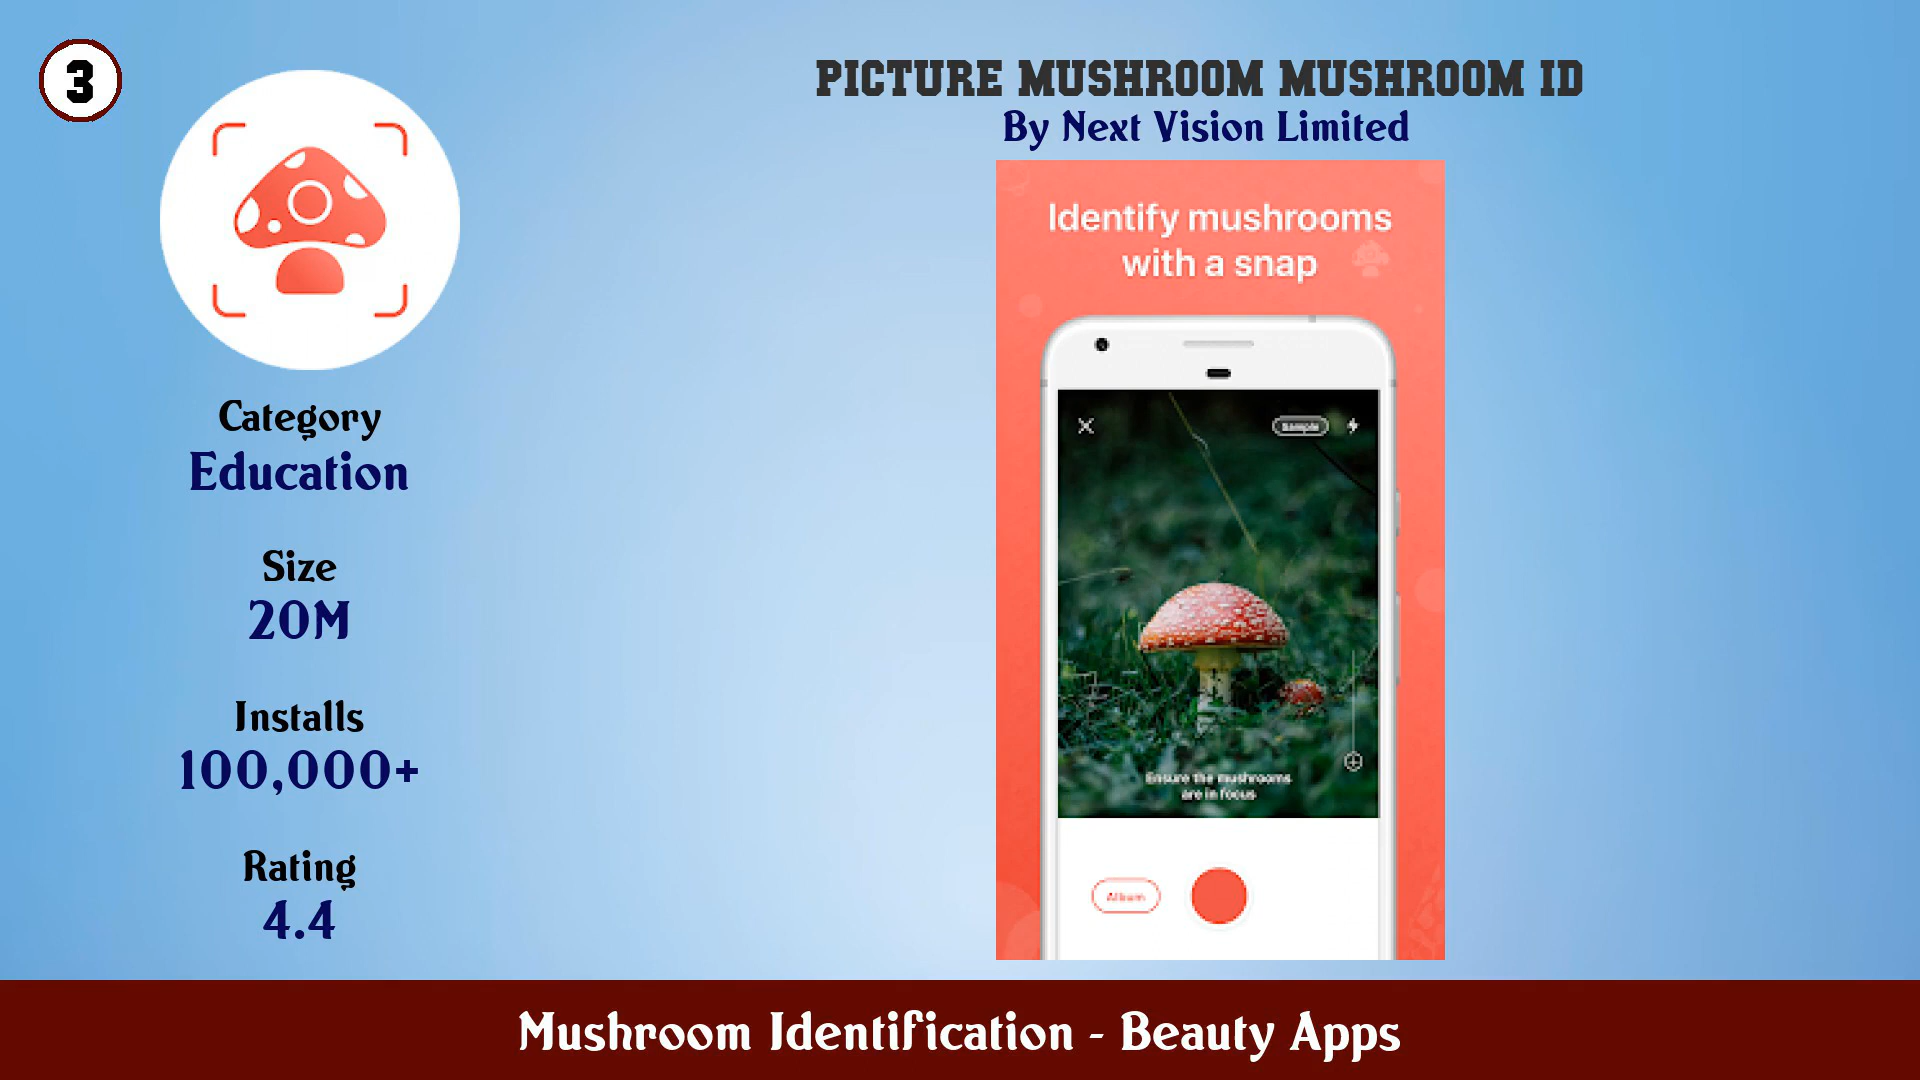 3
PICTURE MUSHROOM MUSHROOM ID
By Next Vision Limited
Category
Education
Size
20M
Installs
100,000+
Rating
4.4
Identify mushrooms
with a snap
Sample
Ensure the mushrooms
are in focus
Album
Mushroom Identification - Beauty Apps